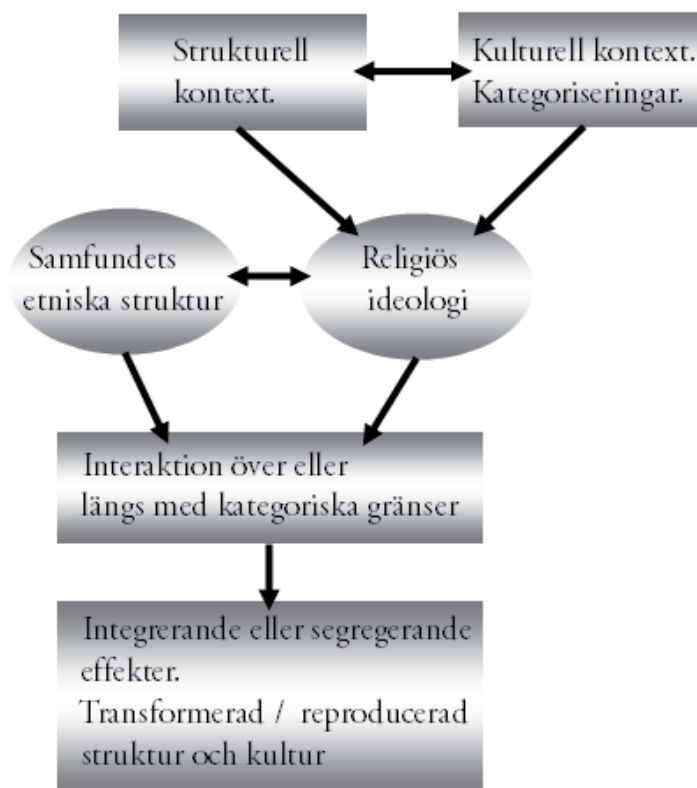 Strukturell
kontext.
Kulturell kontext.
Kategoriseringar.
Samfundets
etniska struktur
Religiös
ideologi
Interaktion över eller
längs med kategoriska gränser
Integrerande eller segregerande
effekter.
Transformerad / reproducerad
struktur och kultur